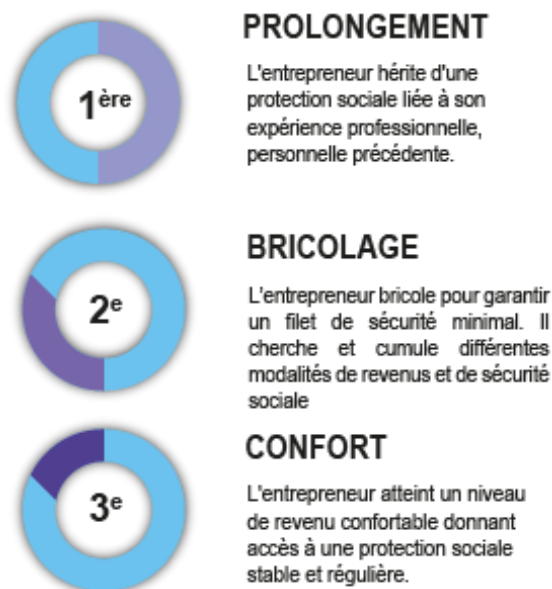 PROLONGEMENT
1ère
L'entrepreneur hérite d'une
protection sociale liée à son
expérience professionnelle,
personnelle précédente.
BRICOLAGE
2e
L'entrepreneur bricole pour garantir
un filet de sécurité minimal. Il
cherche et cumule différentes
modalités de revenus et de sécurité
sociale
CONFORT
3e
L'entrepreneur atteint un niveau
de revenu confortable donnant
accès à une protection sociale
stable et régulière.